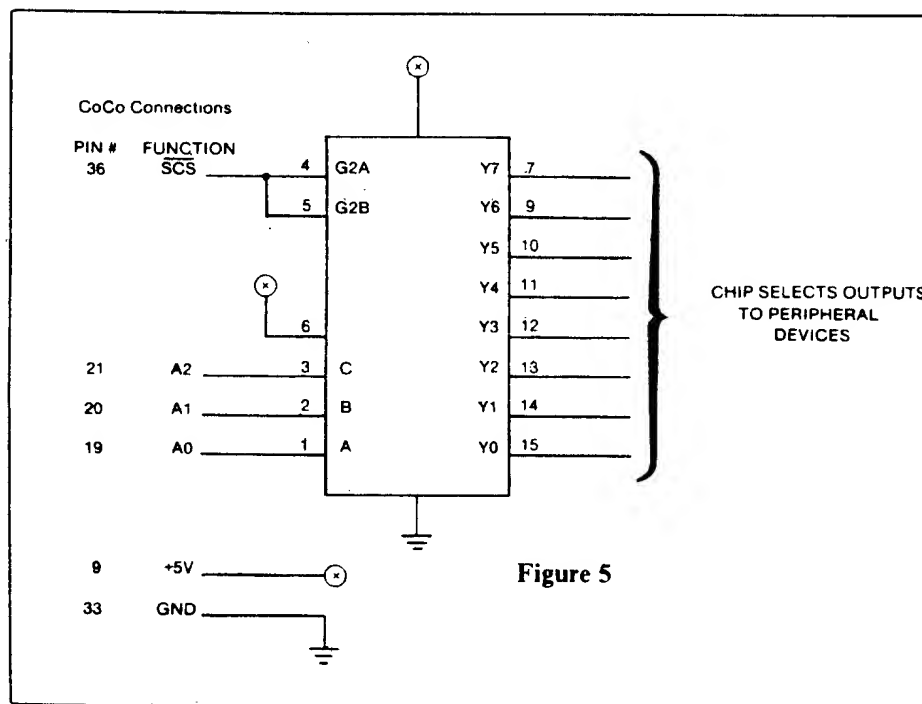 CoCo Connections
PIN # FUNCTION
36 SCS 4 G2A Y7 .7
5 G2B Y6 9
Y5 10
Y4 11
6 Y3 12
21 A2 3 C Y2 13
20 A1 2 B Y1 14
19 A0 1 A Y0 15
CHIP SELECTS OUTPUTS
TO PERIPHERAL
DEVICES
9 +5V
33 GND
Figure 5